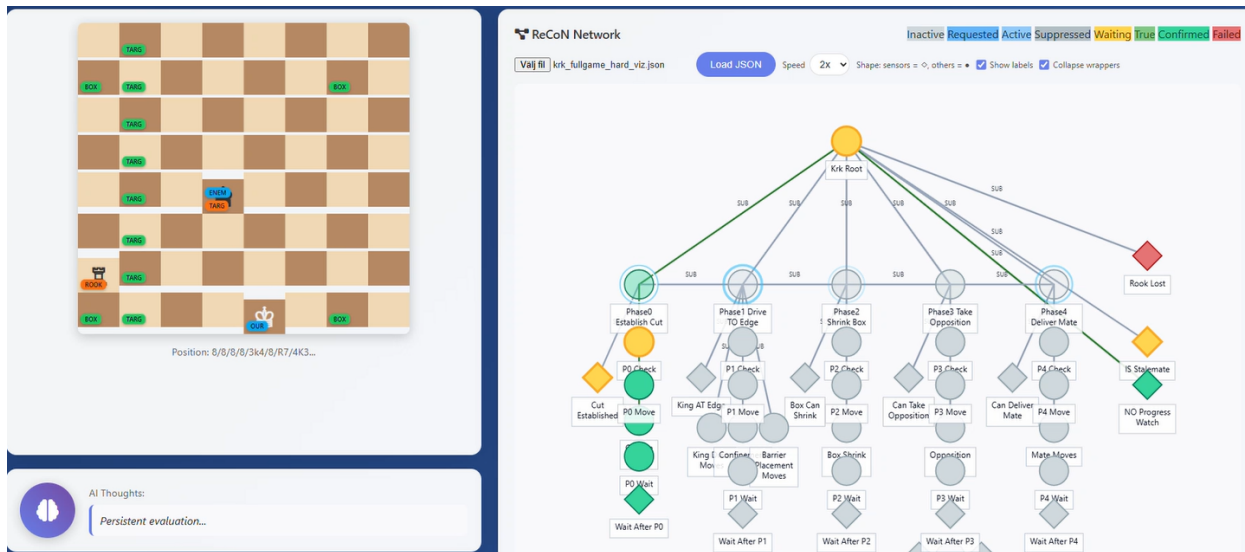 TARG
BOX TARG BOX
TARG
TARG
TARG ENEM
TARG
TARG
ROOK TARG
BOX TARG OUR BOX
Position: 8/8/8/8/3k4/8/R7/4K3...
AI Thoughts:
Persistent evaluation...
ReCoN Network
Inactive Requested Active Suppressed Waiting True Confirmed Failed
Välj fil krk_fullgame_hard_viz.json Load JSON Speed 2x Shape: sensors = ⟐, others = ● Show labels Collapse wrappers
Krk Root
SUB
SUB SUB SUB SUB
SUB
SUB
SUB SUB SUB SUB
Rook Lost
Phase0
Establish Cut
Phase1 Drive
TO Edge
Phase2
Shrink Box
Phase3 Take
Opposition
Phase4
Deliver Mate
P0 Check P1 Check P2 Check P3 Check P4 Check
IS Stalemate
Cut
Established
P0 Move
King AT Edge
P1 Move
Box Can
Shrink
P2 Move
Can Take
Opposition
P3 Move
Can Deliver
Mate
P4 Move
NO Progress
Watch
Barrier
Placement
Moves
Box Shrink Opposition Mate Moves
P0 Wait P1 Wait P2 Wait P3 Wait P4 Wait
Wait After P0
Wait After P1 Wait After P2 Wait After P3 Wait After P4